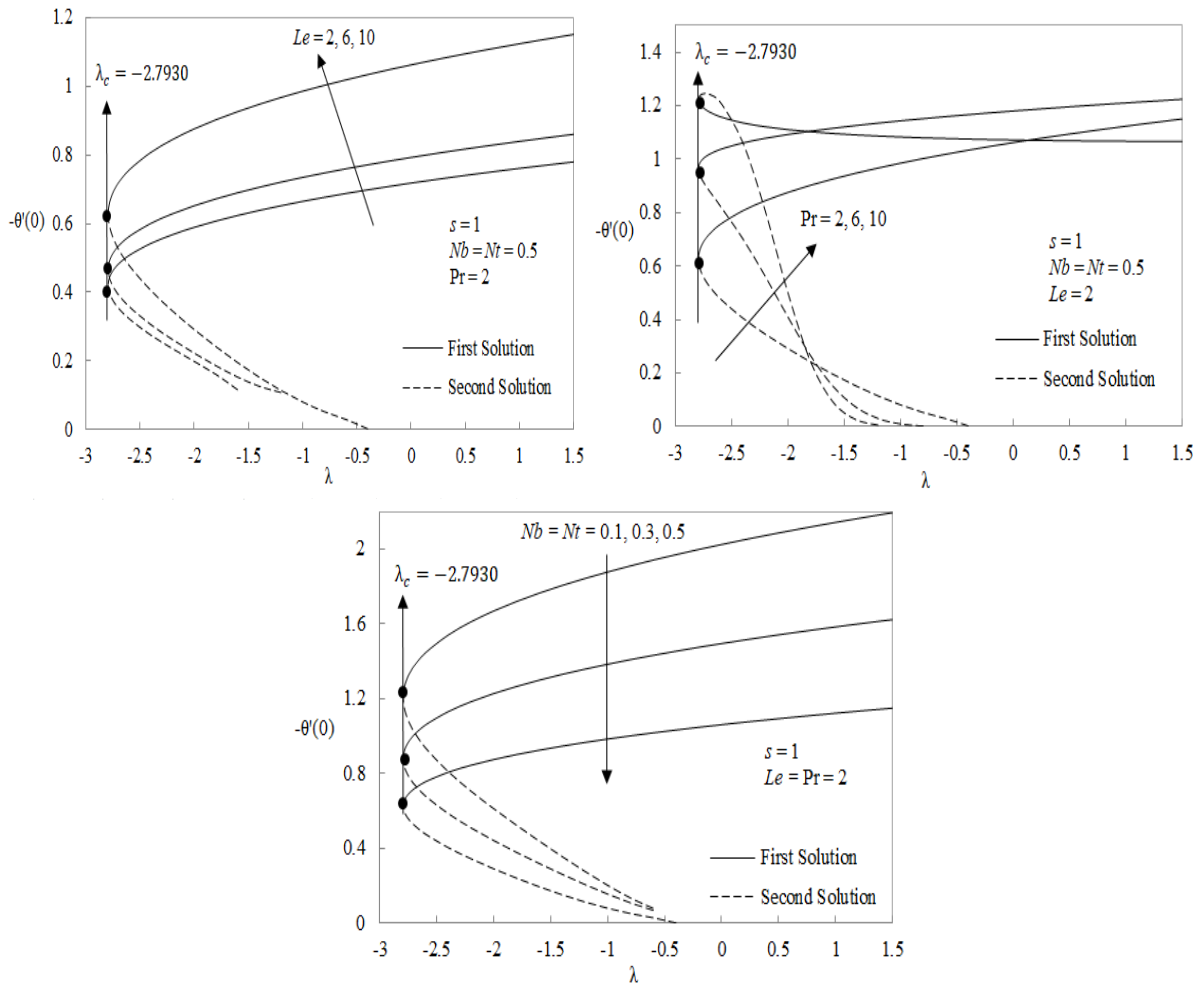 1.2
1
0.8
0.6
0.4
0.2
0
-θ'(0)
Le = 2, 6, 10
λc = −2.7930
s = 1
Nb = Nt = 0.5
Pr = 2
First Solution
Second Solution
-3 -2.5 -2 -1.5 -1 -0.5 0 0.5 1 1.5
λ
1.4
1.2
1
0.8
0.6
0.4
0.2
0
-θ'(0)
λc = −2.7930
Pr = 2, 6, 10
s = 1
Nb = Nt = 0.5
Le = 2
First Solution
Second Solution
-3 -2.5 -2 -1.5 -1 -0.5 0 0.5 1 1.5
λ
2
1.6
1.2
0.8
0.4
0
-θ'(0)
Nb = Nt = 0.1, 0.3, 0.5
λc = −2.7930
s = 1
Le = Pr = 2
First Solution
Second Solution
-3 -2.5 -2 -1.5 -1 -0.5 0 0.5 1 1.5
λ